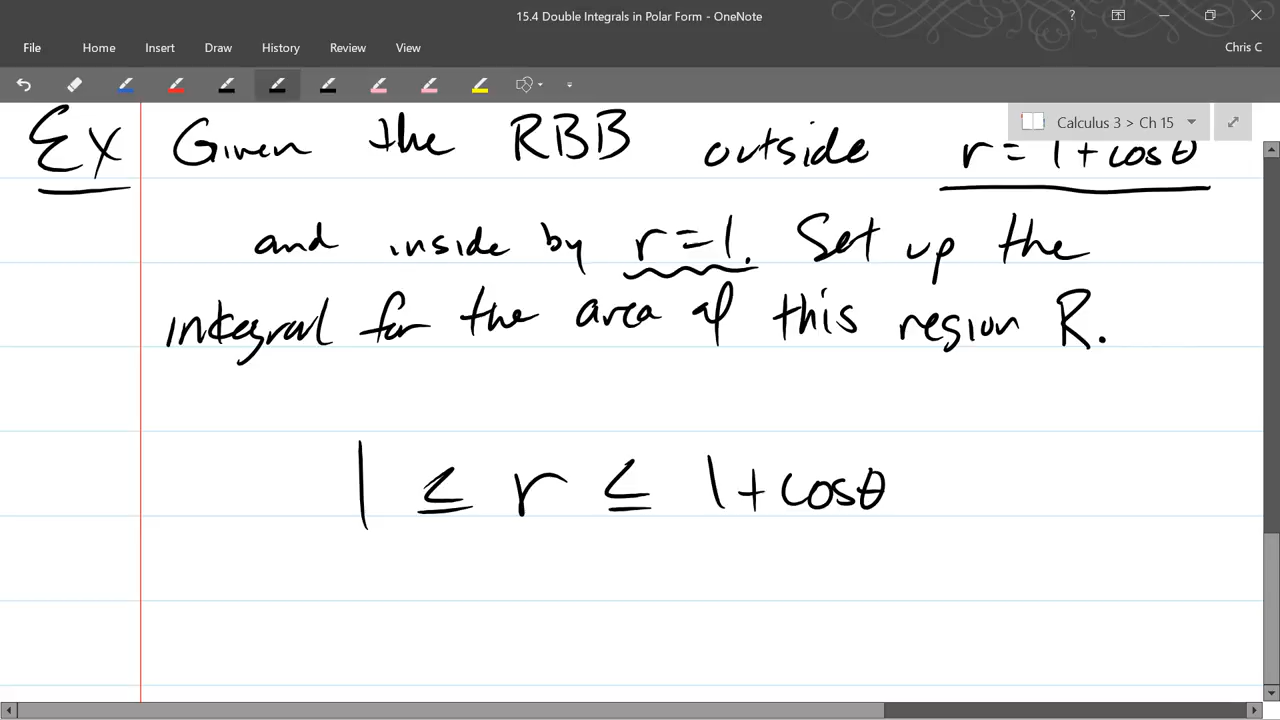 15.4 Double Integrals in Polar Form - OneNote
File Home Insert Draw History Review View Chris C
Calculus 3 > Ch 15
Ex Given the RBB outside r = 1 + cosθ
and inside by r = 1. Set up the
integral for the area of this region R.
1 ≤ r ≤ 1 + cosθ